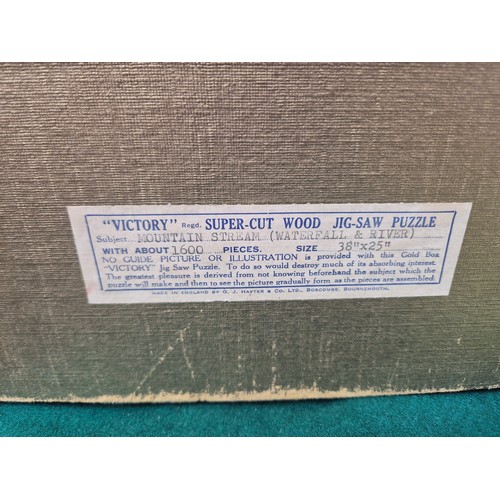 "VICTORY" Regd. SUPER-CUT WOOD JIG-SAW PUZZLE
Subject MOUNTAIN STREAM (WATERFALL & RIVER)
WITH ABOUT 1600 PIECES. SIZE 38"x25"
NO GUIDE PICTURE OR ILLUSTRATION is provided with this Gold Box
"VICTORY" Jig Saw Puzzle. To do so would destroy much of its absorbing interest.
The greatest pleasure is derived from not knowing beforehand the subject which the
puzzle will make and then to see the picture gradually form as the pieces are assembled.
MADE IN ENGLAND BY G. J. HAYTER & CO. LTD., BOSCOMBE, BOURNEMOUTH.